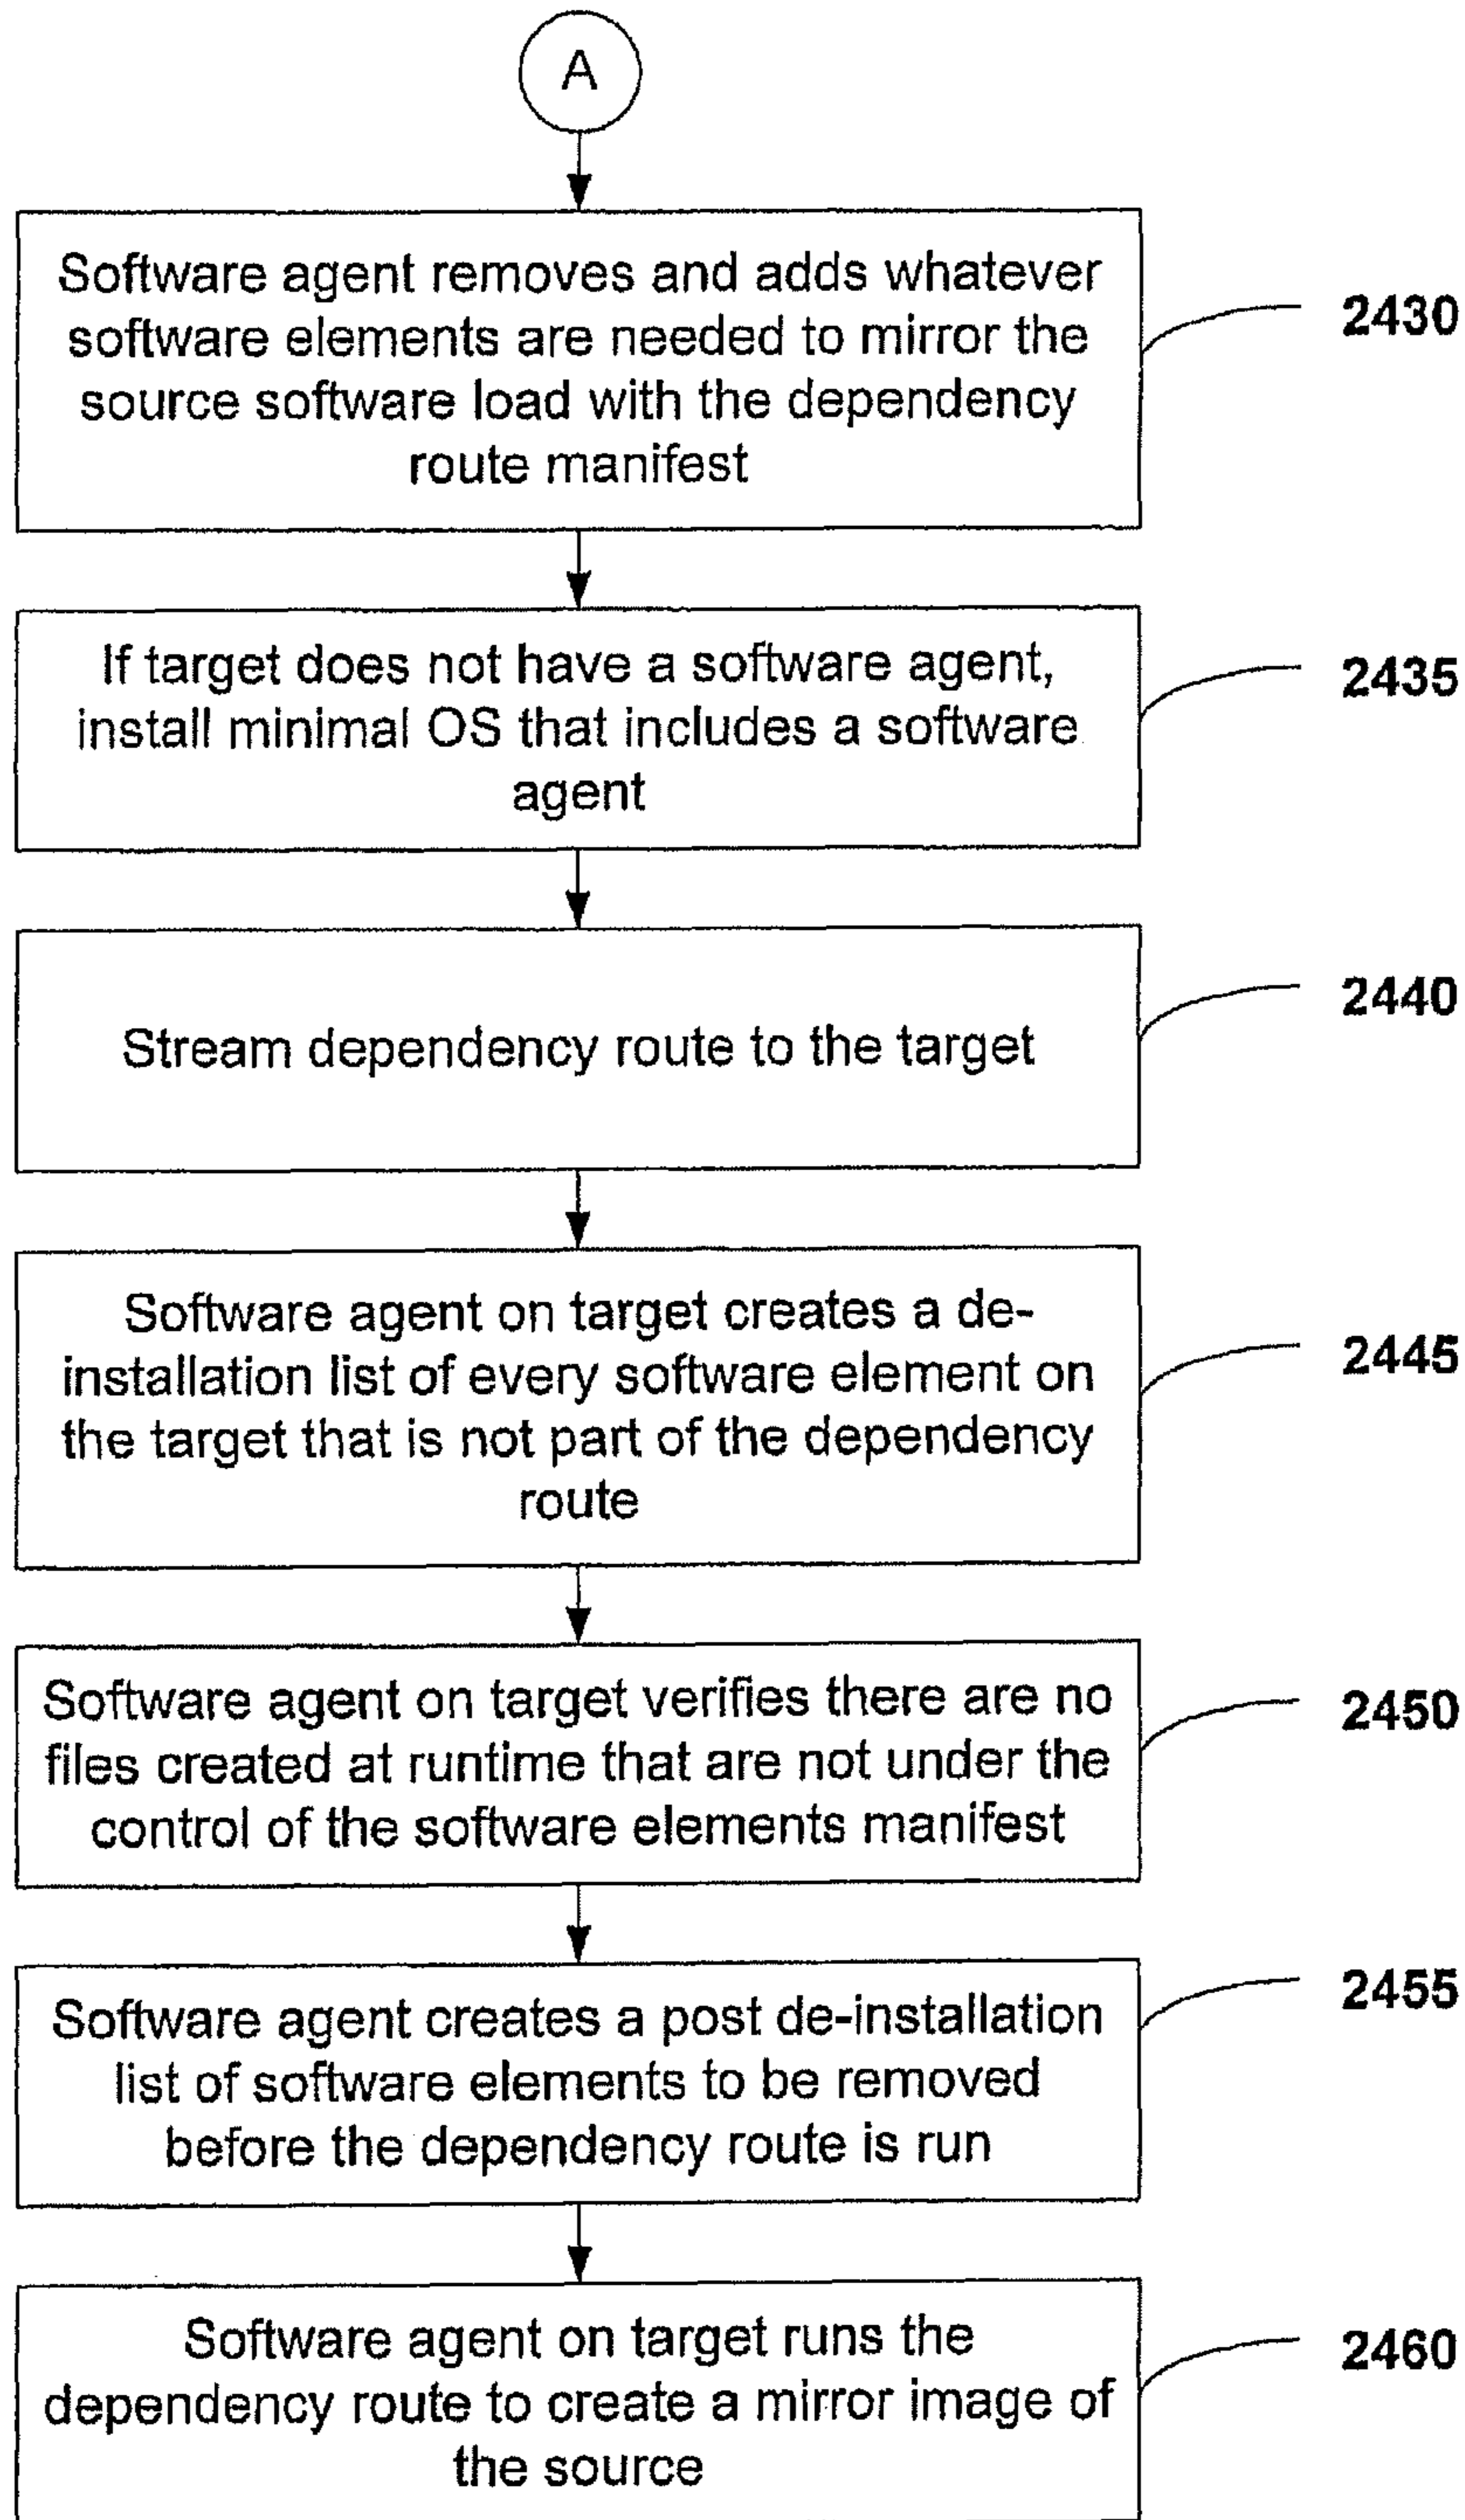 A
Software agent removes and adds whatever
software elements are needed to mirror the
source software load with the dependency
route manifest
2430
If target does not have a software agent,
install minimal OS that includes a software
agent
2435
Stream dependency route to the target
2440
Software agent on target creates a de-
installation list of every software element on
the target that is not part of the dependency
route
2445
Software agent on target verifies there are no
files created at runtime that are not under the
control of the software elements manifest
2450
Software agent creates a post de-installation
list of software elements to be removed
before the dependency route is run
2455
Software agent on target runs the
dependency route to create a mirror image of
the source
2460